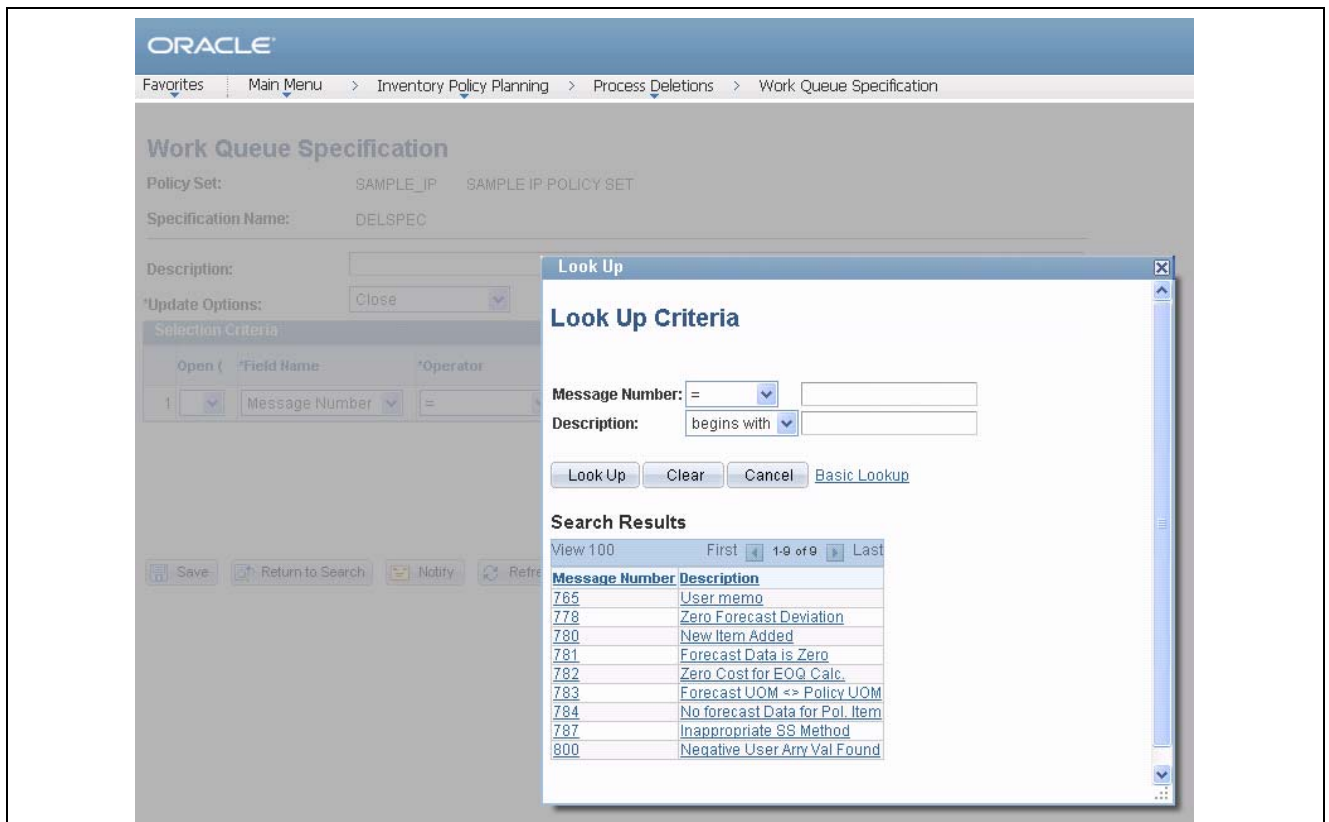 ORACLE
Favorites Main Menu > Inventory Policy Planning > Process Deletions > Work Queue Specification
Work Queue Specification
Policy Set: SAMPLE_IP SAMPLE IP POLICY SET
Specification Name: DELSPEC
Description:
*Update Options: Close
Selection Criteria
Open ( *Field Name *Operator
1 Message Number =
Save Return to Search Notify Refre
Look Up
Look Up Criteria
Message Number: =
Description: begins with
Look Up Clear Cancel Basic Lookup
Search Results
View 100 First 1-9 of 9 Last
Message Number Description
765 User memo
778 Zero Forecast Deviation
780 New Item Added
781 Forecast Data is Zero
782 Zero Cost for EOQ Calc.
783 Forecast UOM <> Policy UOM
784 No forecast Data for Pol. Item
787 Inappropriate SS Method
800 Negative User Arry Val Found